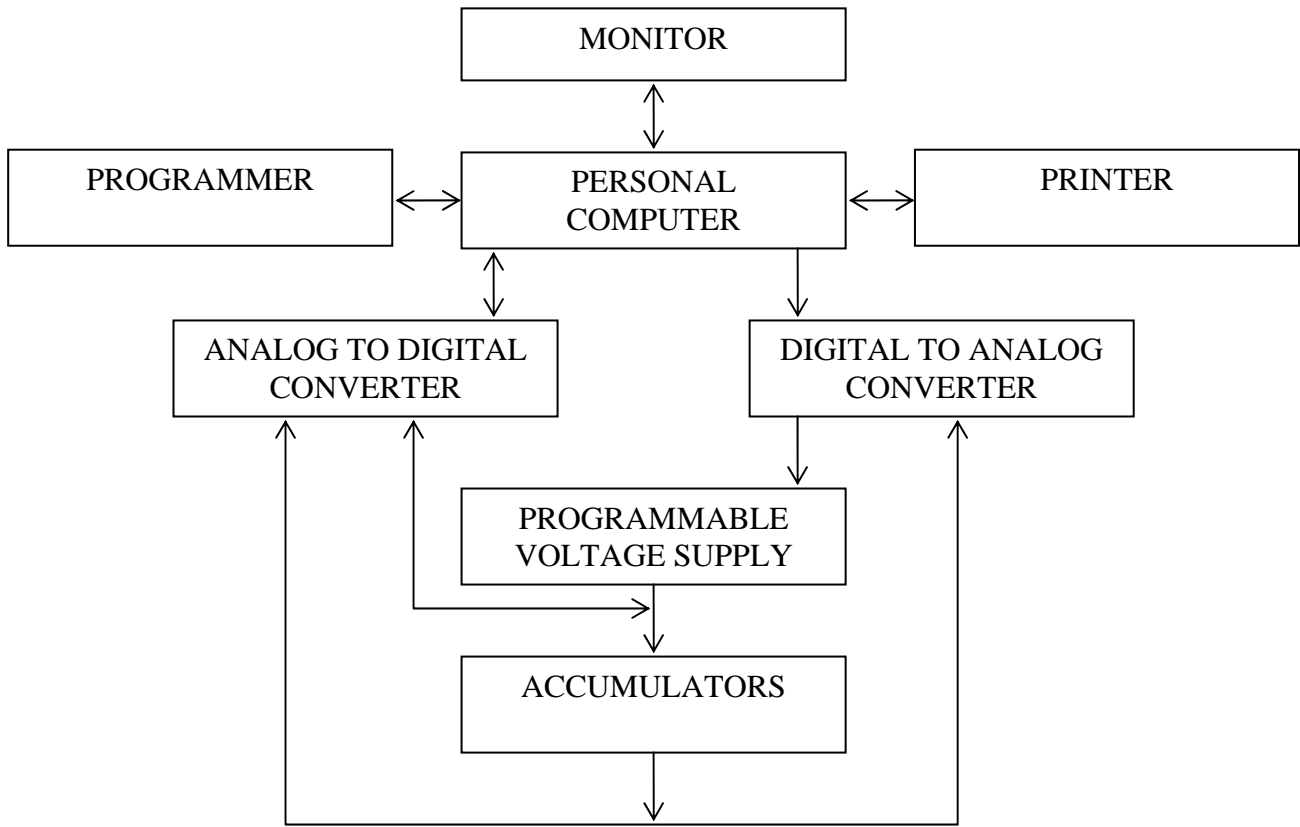 MONITOR
PROGRAMMER
PERSONAL
COMPUTER
PRINTER
ANALOG TO DIGITAL
CONVERTER
DIGITAL TO ANALOG
CONVERTER
PROGRAMMABLE
VOLTAGE SUPPLY
ACCUMULATORS